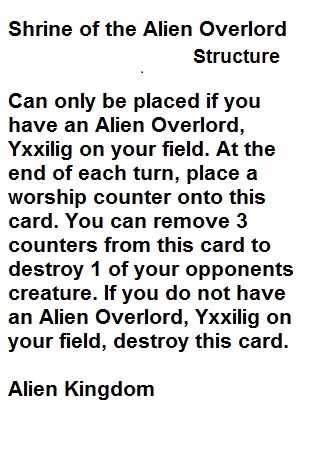 Shrine of the Alien Overlord
Structure
Can only be placed if you
have an Alien Overlord,
Yxxilig on your field. At the
end of each turn, place a
worship counter onto this
card. You can remove 3
counters from this card to
destroy 1 of your opponents
creature. If you do not have
an Alien Overlord, Yxxilig on
your field, destroy this card.
Alien Kingdom